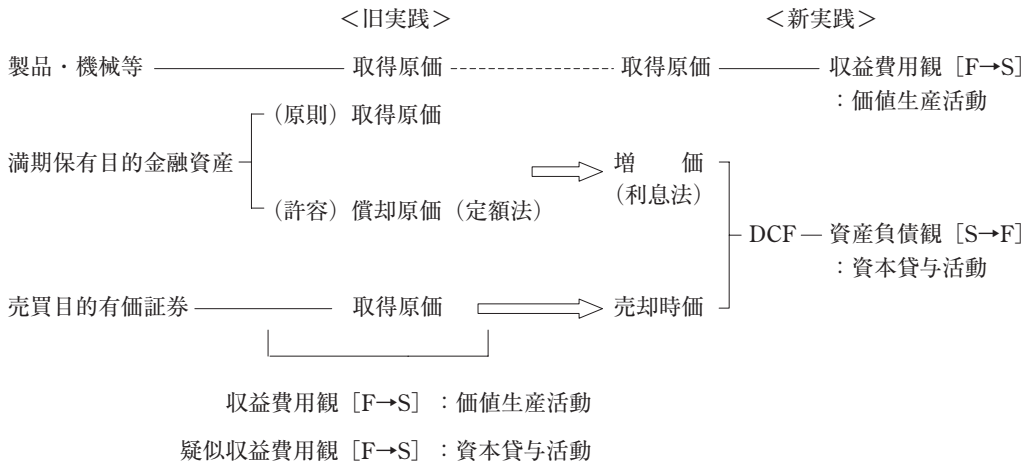 ＜旧実践＞ ＜新実践＞
製品・機械等 取得原価 取得原価 収益費用観［F→S］
：価値生産活動
（原則）取得原価
満期保有目的金融資産 増　価
（利息法）
（許容）償却原価（定額法）
DCF 資産負債観［S→F］
：資本貸与活動
売買目的有価証券 取得原価 売却時価
収益費用観［F→S］：価値生産活動
疑似収益費用観［F→S］：資本貸与活動